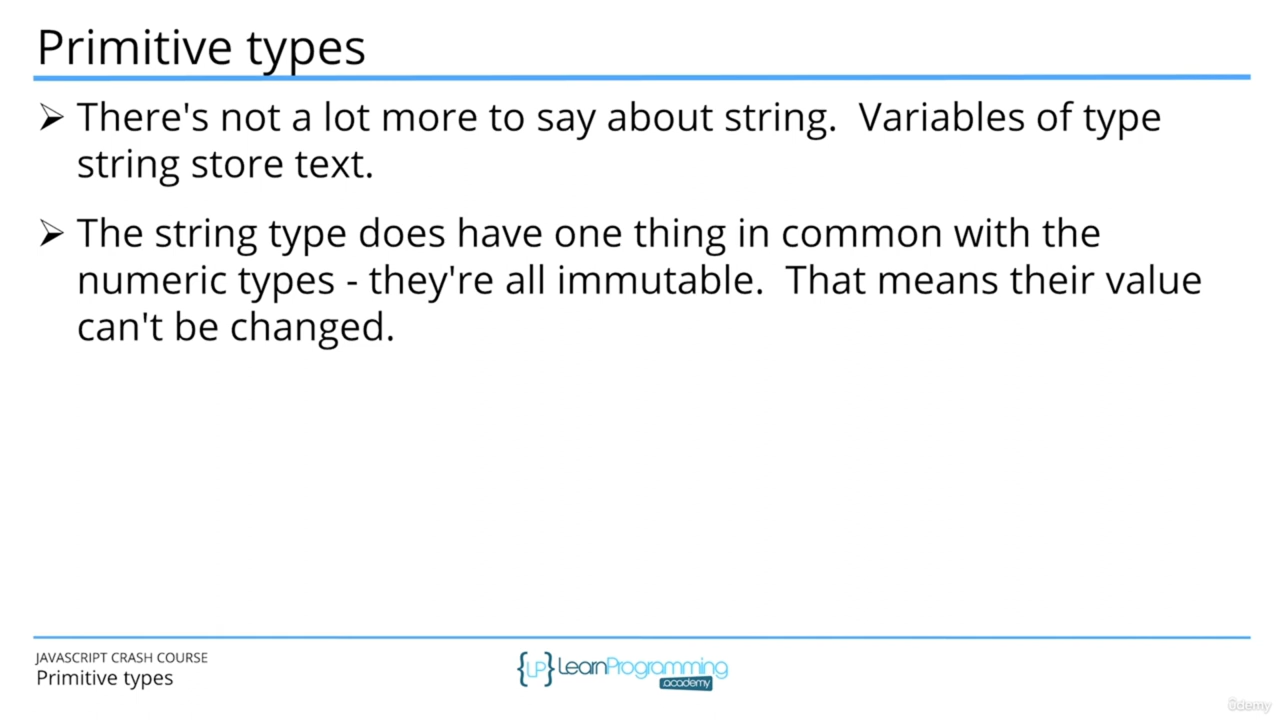 Primitive types
➢ There's not a lot more to say about string.  Variables of type
string store text.
➢ The string type does have one thing in common with the
numeric types - they're all immutable.  That means their value
can't be changed.
JAVASCRIPT CRASH COURSE
Primitive types
{LP} LearnProgramming
.academy
ûdemy